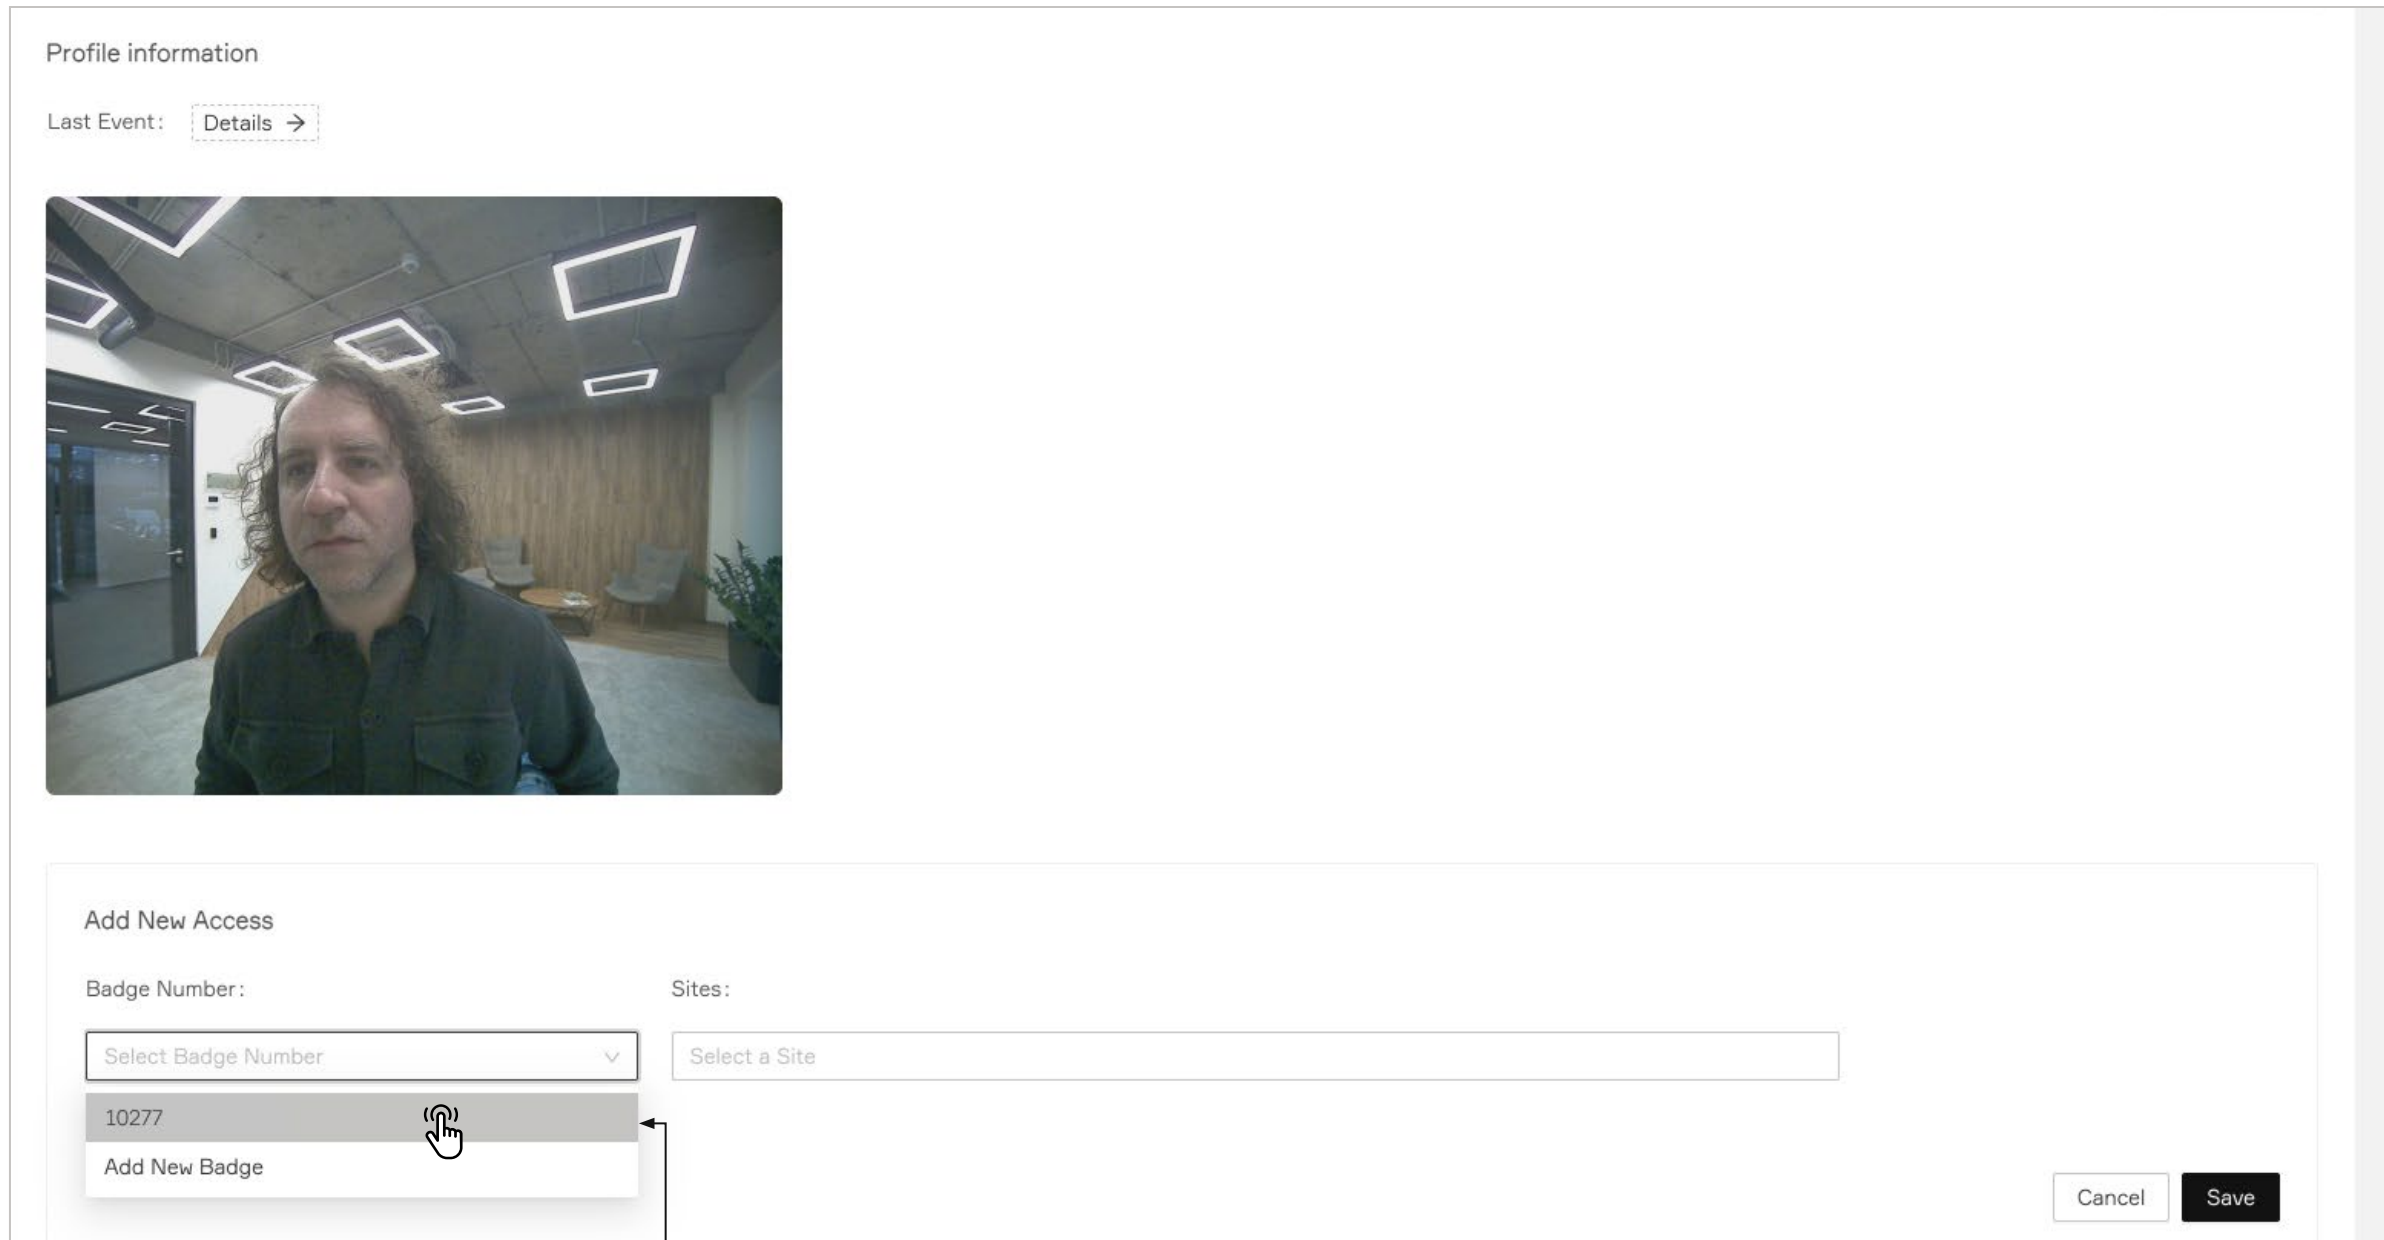 Profile information
Last Event: Details →
Add New Access
Badge Number: Sites:
Select Badge Number Select a Site
10277
Add New Badge
Cancel Save